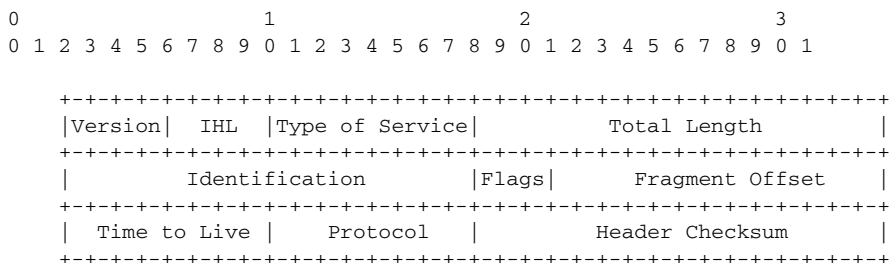 0                   1                   2                   3
0 1 2 3 4 5 6 7 8 9 0 1 2 3 4 5 6 7 8 9 0 1 2 3 4 5 6 7 8 9 0 1
+-+-+-+-+-+-+-+-+-+-+-+-+-+-+-+-+-+-+-+-+-+-+-+-+-+-+-+-+-+-+-+-+
|Version|  IHL  |Type of Service|          Total Length         |
+-+-+-+-+-+-+-+-+-+-+-+-+-+-+-+-+-+-+-+-+-+-+-+-+-+-+-+-+-+-+-+-+
|         Identification        |Flags|      Fragment Offset    |
+-+-+-+-+-+-+-+-+-+-+-+-+-+-+-+-+-+-+-+-+-+-+-+-+-+-+-+-+-+-+-+-+
|  Time to Live |    Protocol   |         Header Checksum       |
+-+-+-+-+-+-+-+-+-+-+-+-+-+-+-+-+-+-+-+-+-+-+-+-+-+-+-+-+-+-+-+-+